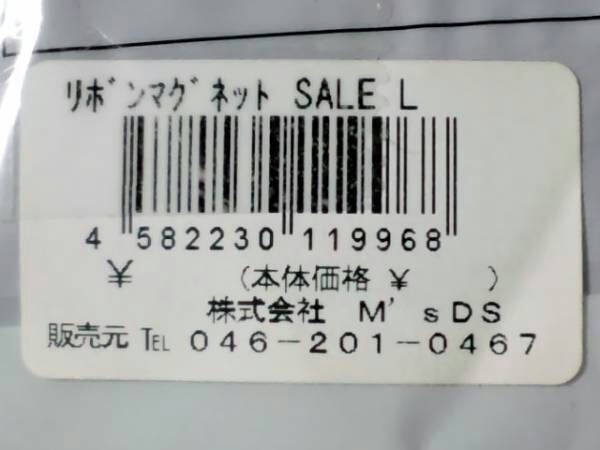 ﾘﾎﾞﾝﾏｸﾞﾈｯﾄ SALE L
4 582230 119968
¥ (本体価格 ¥ )
株式会社 M'sDS
販売元 TEL 046-201-0467